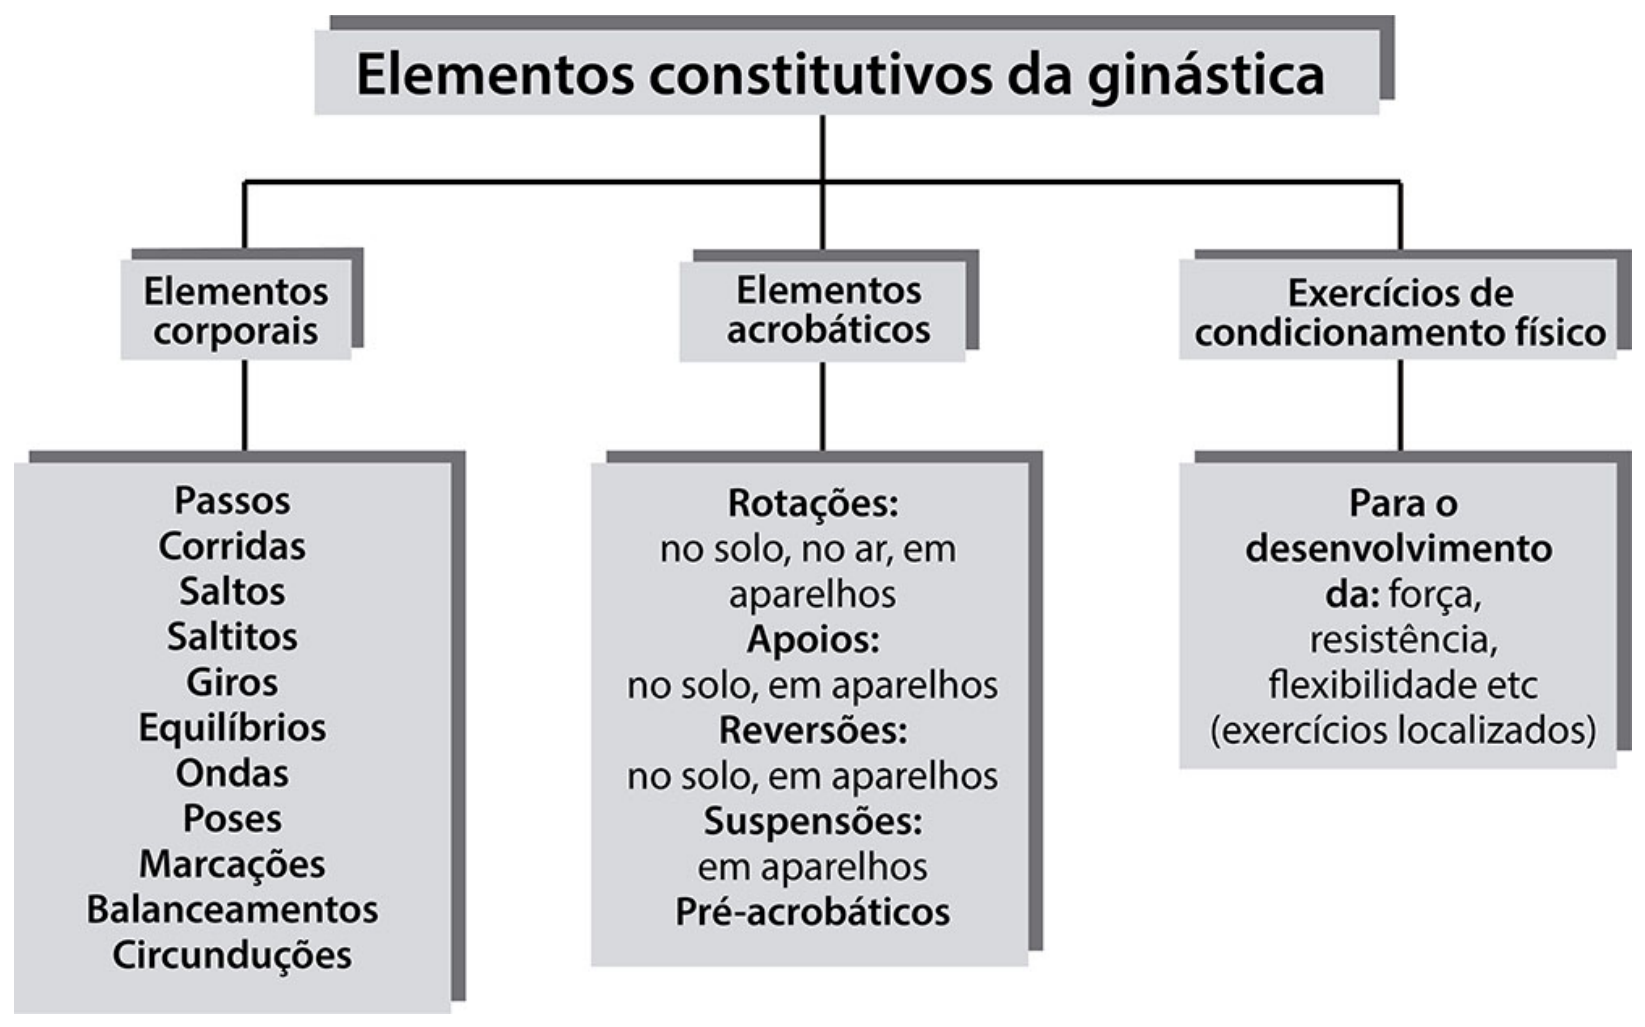 Elementos constitutivos da ginástica
Elementos
corporais
Elementos
acrobáticos
Exercícios de
condicionamento físico
Passos
Corridas
Saltos
Saltitos
Giros
Equilíbrios
Ondas
Poses
Marcações
Balanceamentos
Circunduções
Rotações:
no solo, no ar, em
aparelhos
Apoios:
no solo, em aparelhos
Reversões:
no solo, em aparelhos
Suspensões:
em aparelhos
Pré-acrobáticos
Para o
desenvolvimento
da: força,
resistência,
flexibilidade etc
(exercícios localizados)